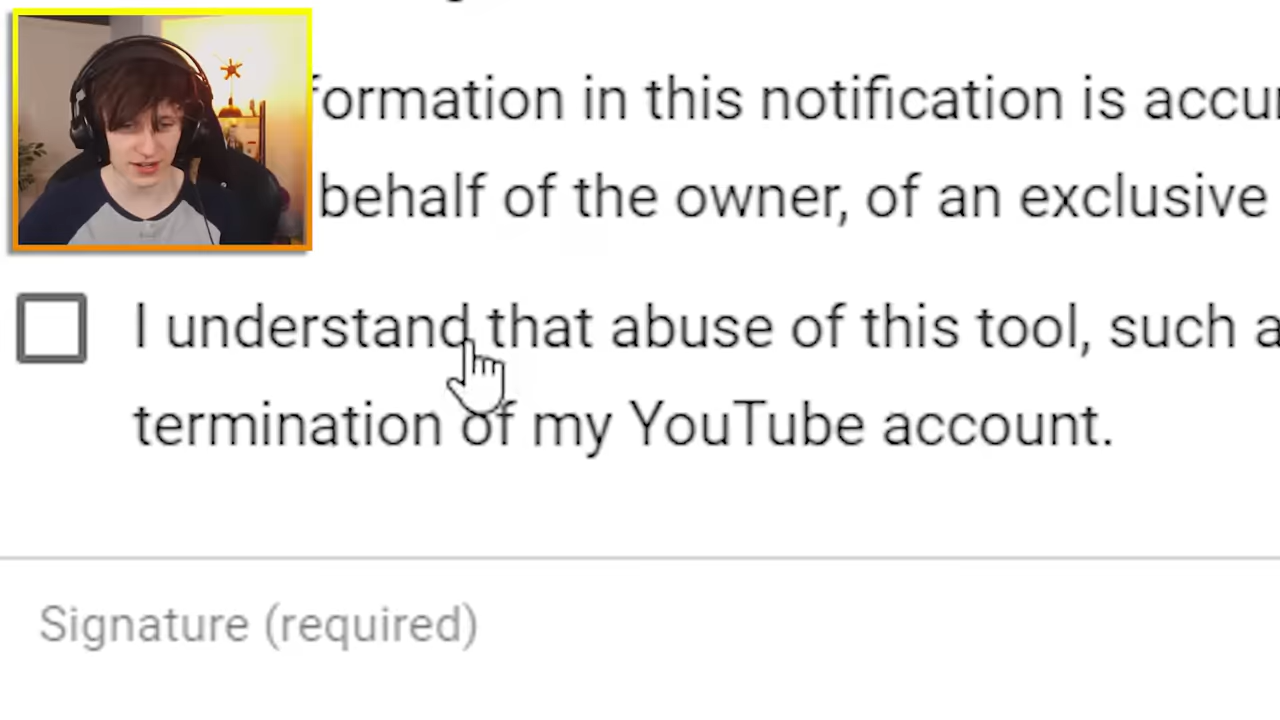 formation in this notification is accur
behalf of the owner, of an exclusive
I understand that abuse of this tool, such a
termination of my YouTube account.
Signature (required)